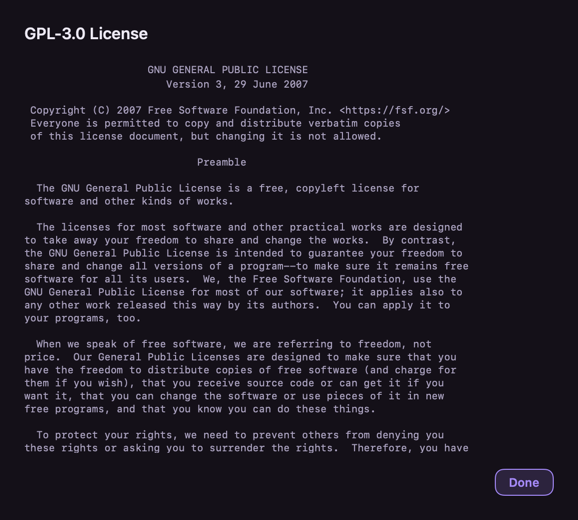 GPL-3.0 License
GNU GENERAL PUBLIC LICENSE
Version 3, 29 June 2007
Copyright (C) 2007 Free Software Foundation, Inc. <https://fsf.org/>
Everyone is permitted to copy and distribute verbatim copies
of this license document, but changing it is not allowed.
Preamble
The GNU General Public License is a free, copyleft license for
software and other kinds of works.
The licenses for most software and other practical works are designed
to take away your freedom to share and change the works.  By contrast,
the GNU General Public License is intended to guarantee your freedom to
share and change all versions of a program--to make sure it remains free
software for all its users.  We, the Free Software Foundation, use the
GNU General Public License for most of our software; it applies also to
any other work released this way by its authors.  You can apply it to
your programs, too.
When we speak of free software, we are referring to freedom, not
price.  Our General Public Licenses are designed to make sure that you
have the freedom to distribute copies of free software (and charge for
them if you wish), that you receive source code or can get it if you
want it, that you can change the software or use pieces of it in new
free programs, and that you know you can do these things.
To protect your rights, we need to prevent others from denying you
these rights or asking you to surrender the rights.  Therefore, you have
Done